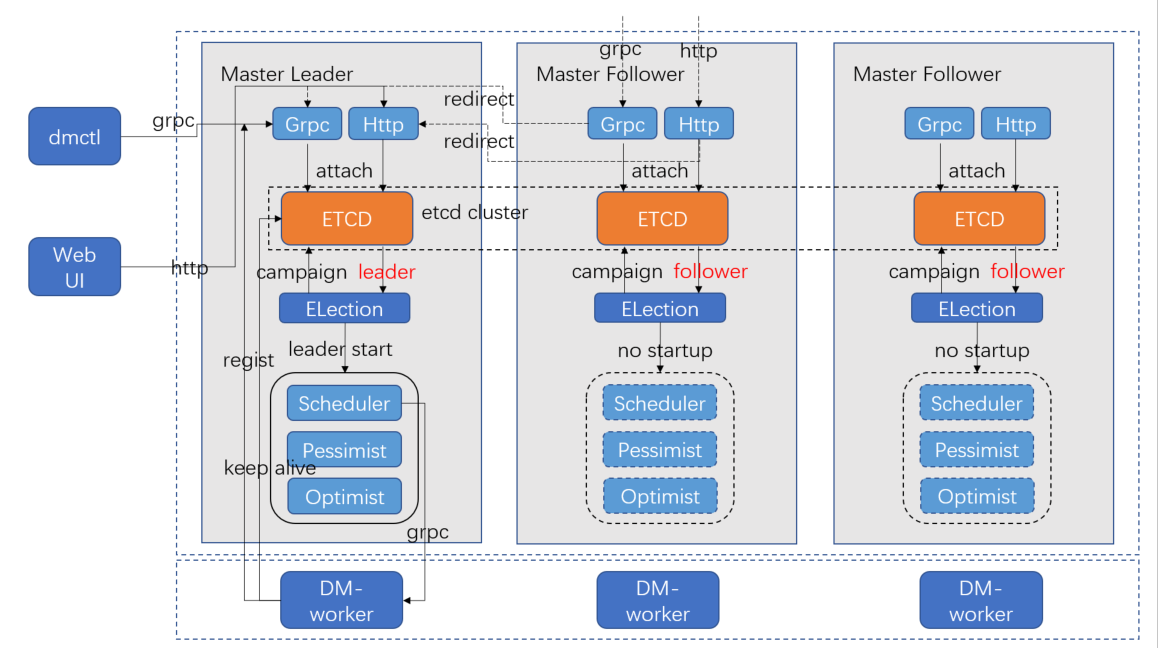 grpc
http
Master Leader
Master Follower
Master Follower
redirect
dmctl
grpc
Grpc
Http
Grpc
Http
Grpc
Http
redirect
attach
attach
attach
ETCD
etcd cluster
ETCD
ETCD
Web
UI
http
campaign
leader
campaign
follower
campaign
follower
ELection
ELection
ELection
leader start
no startup
no startup
regist
Scheduler
Scheduler
Scheduler
Pessimist
Pessimist
Pessimist
keep alive
Optimist
Optimist
Optimist
grpc
DM-
worker
DM-
worker
DM-
worker